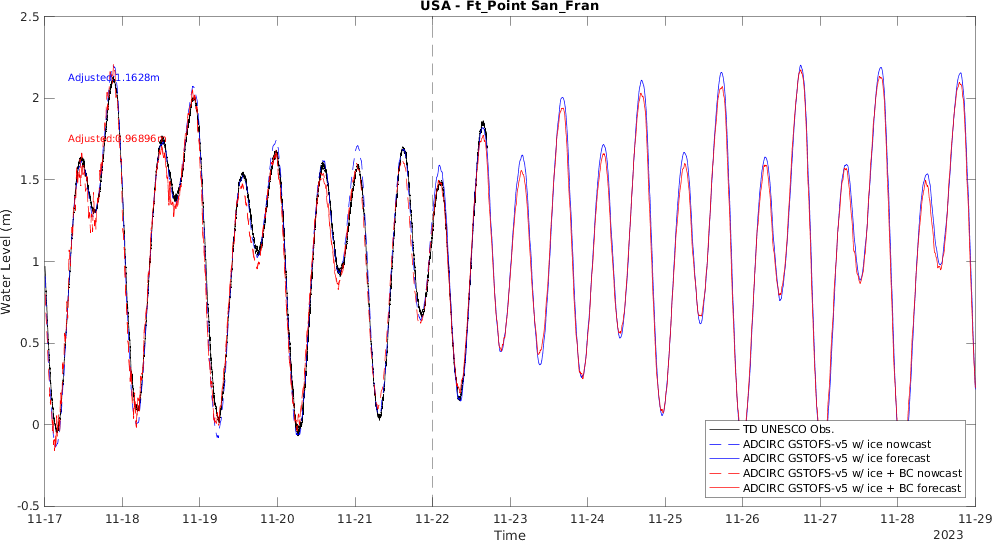 USA - Ft_Point San_Fran
2.5
2
1.5
1
0.5
0
-0.5
Water Level (m)
Adjusted:1.1628m
Adjusted:0.96896m
TD UNESCO Obs.
ADCIRC GSTOFS-v5 w/ ice nowcast
ADCIRC GSTOFS-v5 w/ ice forecast
ADCIRC GSTOFS-v5 w/ ice + BC nowcast
ADCIRC GSTOFS-v5 w/ ice + BC forecast
11-17 11-18 11-19 11-20 11-21 11-22 11-23 11-24 11-25 11-26 11-27 11-28 11-29
Time
2023